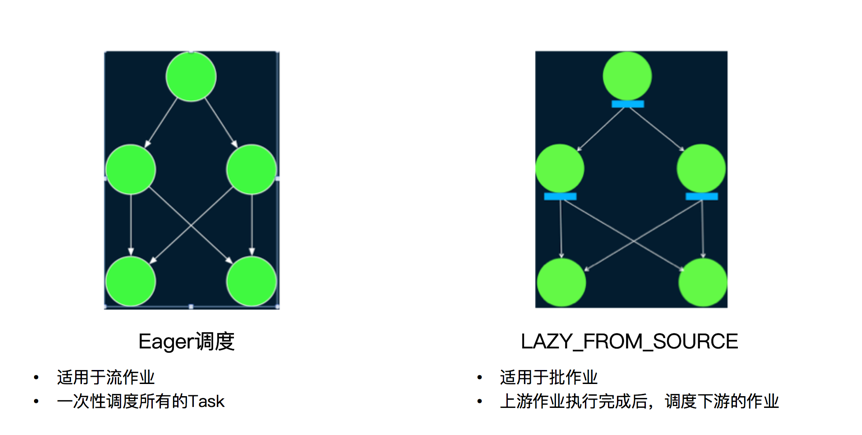 Eager调度
• 适用于流作业
• 一次性调度所有的Task
LAZY_FROM_SOURCE
• 适用于批作业
• 上游作业执行完成后，调度下游的作业